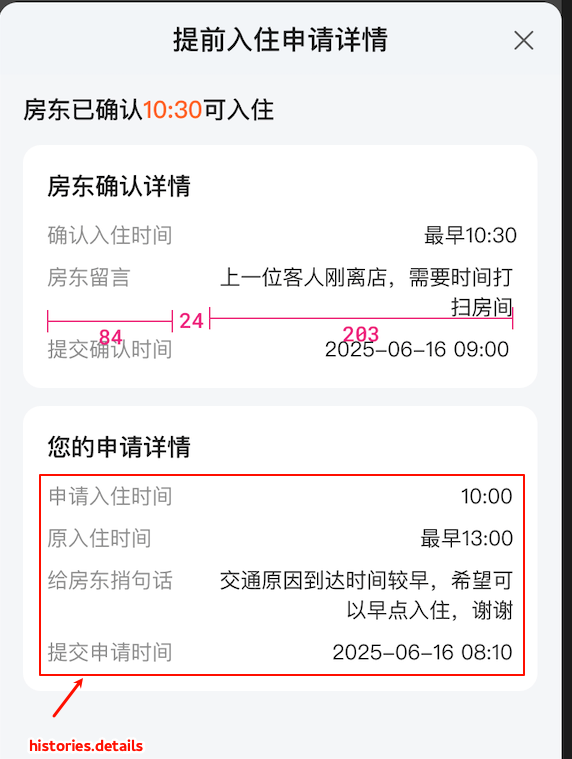 提前入住申请详情
房东已确认10:30可入住
房东确认详情
确认入住时间 最早10:30
房东留言 上一位客人刚离店，需要时间打
扫房间
84 24 203
提交确认时间 2025-06-16 09:00
您的申请详情
申请入住时间 10:00
原入住时间 最早13:00
给房东捎句话 交通原因到达时间较早，希望可
以早点入住，谢谢
提交申请时间 2025-06-16 08:10
histories.details